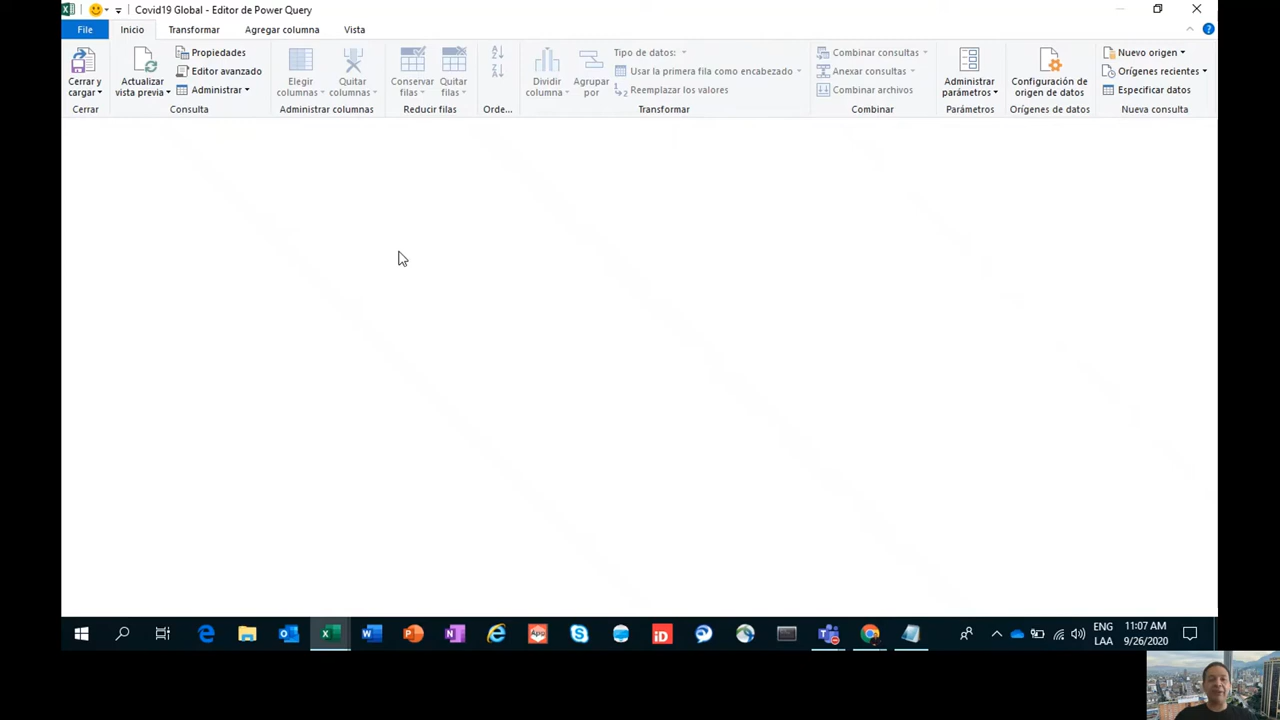 Covid19 Global - Editor de Power Query
File Inicio Transformar Agregar columna Vista
Cerrar y cargar
Cerrar
Actualizar vista previa
Propiedades
Editor avanzado
Administrar
Consulta
Elegir columnas
Quitar columnas
Administrar columnas
Conservar filas
Quitar filas
Reducir filas
A
Z
Z
A
Orde...
Dividir columna
Agrupar por
Tipo de datos:
Usar la primera fila como encabezado
1
2
Reemplazar los valores
Transformar
Combinar consultas
Anexar consultas
Combinar archivos
Combinar
Administrar parámetros
Parámetros
Configuración de origen de datos
Orígenes de datos
Nuevo origen
Orígenes recientes
Especificar datos
Nueva consulta
App
iD
ENG 11:07 AM
LAA 9/26/2020